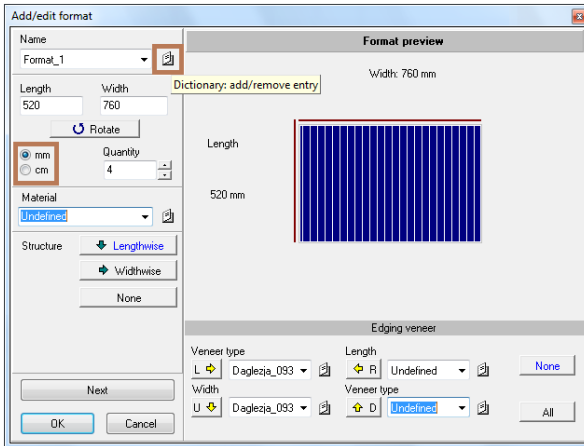 Add/edit format
Name
Format_1
Dictionary: add/remove entry
Length Width
520 760
Rotate
mm
cm
Quantity
4
Material
Undefined
Structure
Lengthwise
Widthwise
None
Next
OK Cancel
Format preview
Width: 760 mm
Length
520 mm
Edging veneer
Veneer type Length
L Daglezja_093 R Undefined None
Width Veneer type
U Daglezja_093 D Undefined All